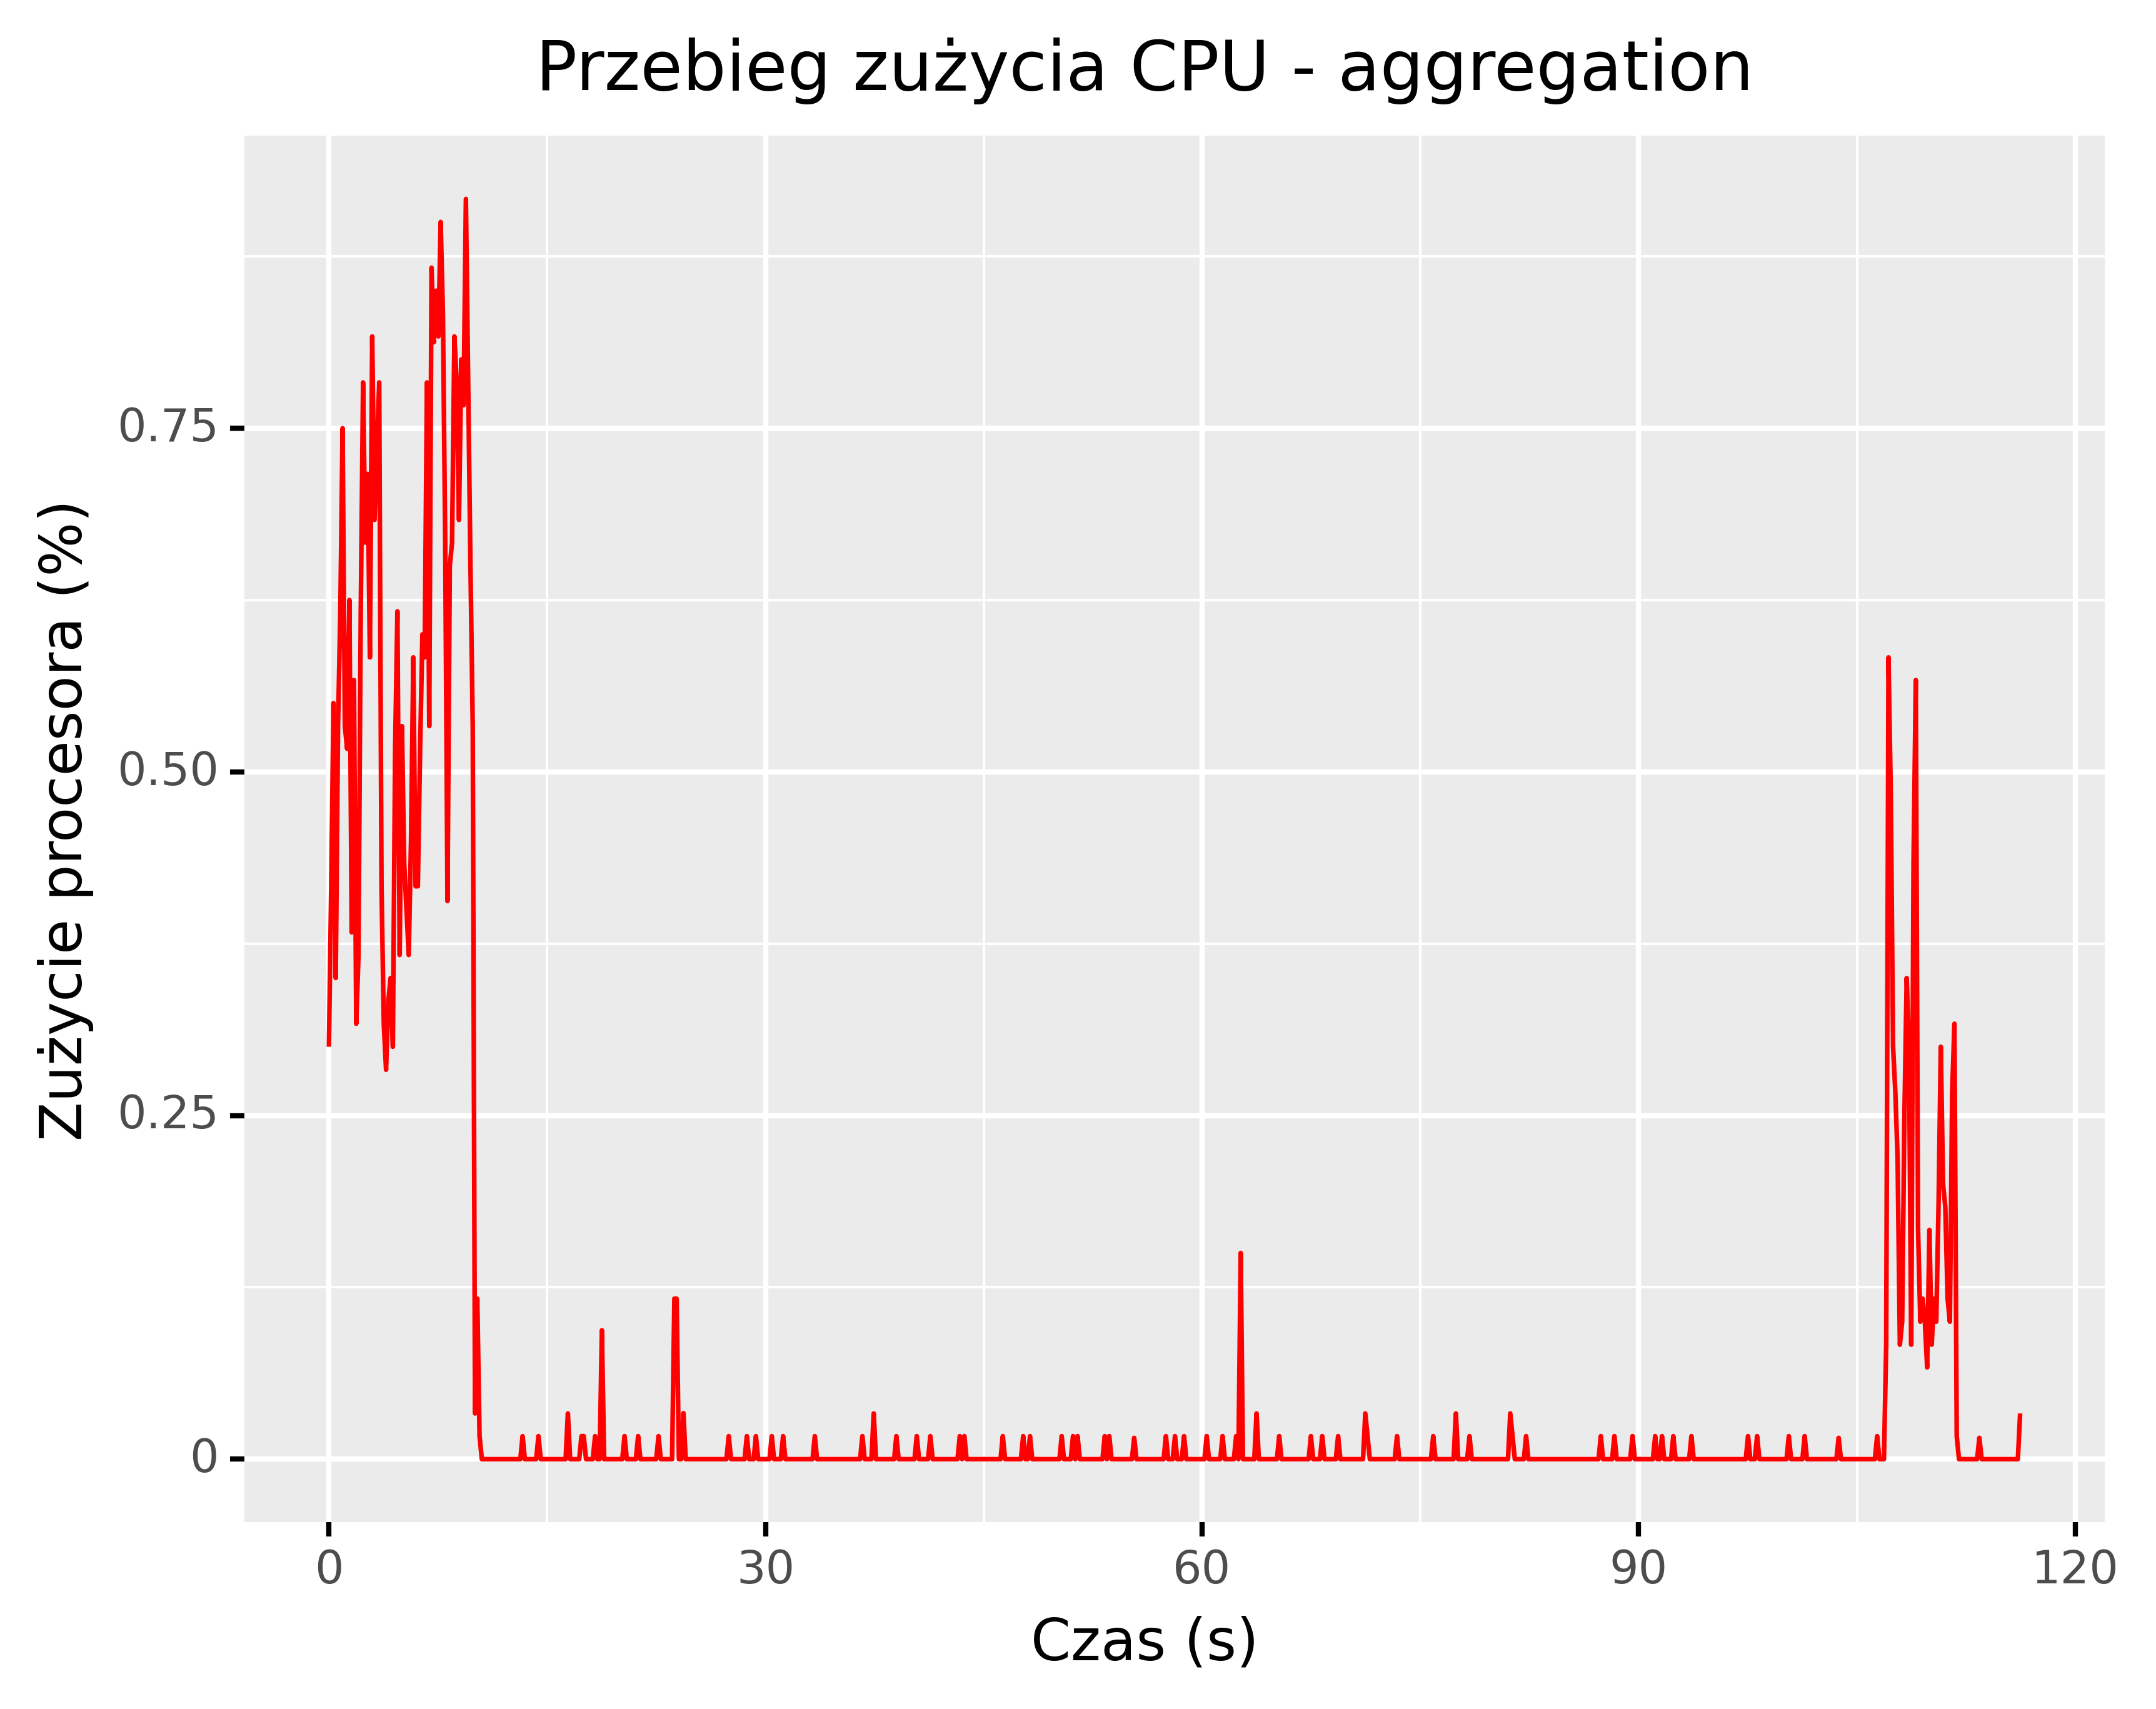 Przebieg zużycia CPU - aggregation
Zużycie procesora (%)
0.75
0.50
0.25
0
0 30 60 90 120
Czas (s)